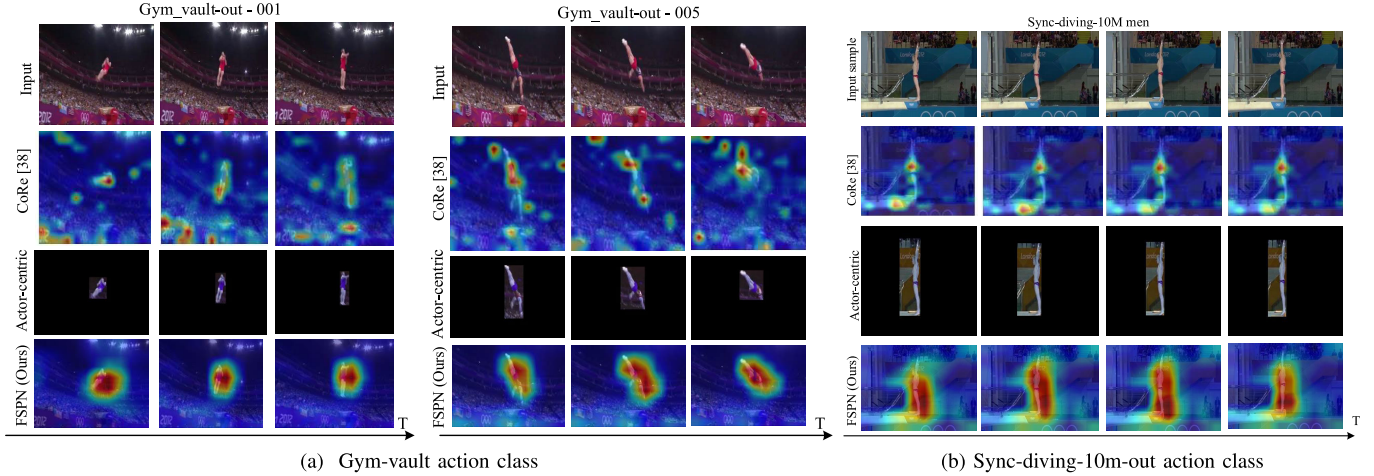 Gym_vault-out - 001
Gym_vault-out - 005
Sync-diving-10M men
Input
CoRe [38]
Actor-centric
FSPN (Ours)
T
Input
CoRe [38]
Actor-centric
FSPN (Ours)
T
Input sample
CoRe [38]
Actor-centric
FSPN (Ours)
T
(a) Gym-vault action class
(b) Sync-diving-10m-out action class